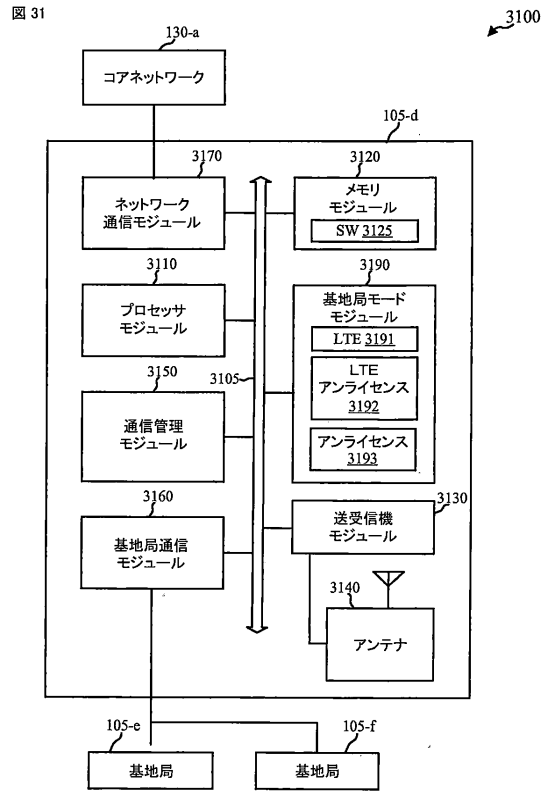 図 31
3100
130-a
コアネットワーク
105-d
3170
ネットワーク
通信モジュール
3120
メモリ
モジュール
SW 3125
3110
プロセッサ
モジュール
3190
基地局モード
モジュール
LTE 3191
LTE
アンライセンス
3192
アンライセンス
3193
3105
3150
通信管理
モジュール
3160
基地局通信
モジュール
3130
送受信機
モジュール
3140
アンテナ
105-e
基地局
105-f
基地局